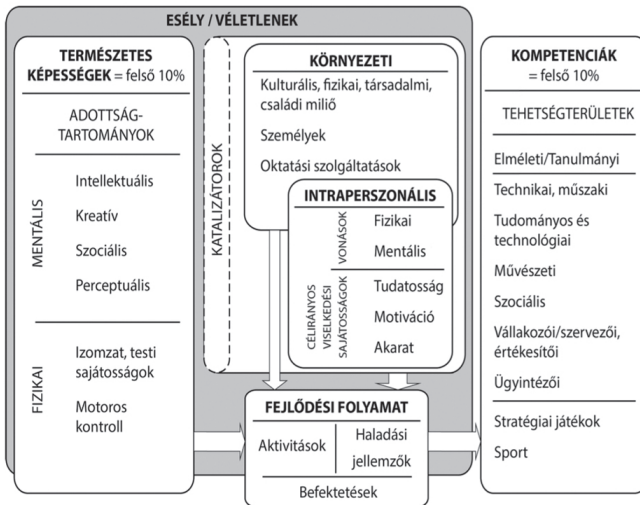 ESÉLY / VÉLETLENEK
TERMÉSZETES
KÉPESSÉGEK = felső 10%
ADOTTSÁG-
TARTOMÁNYOK
MENTÁLIS
Intellektuális
Kreatív
Szociális
Perceptuális
FIZIKAI
Izomzat, testi
sajátosságok
Motoros
kontroll
KATALIZÁTOROK
KÖRNYEZETI
Kulturális, fizikai, társadalmi,
családi miliő
Személyek
Oktatási szolgáltatások
INTRAPERSZONÁLIS
VONÁSOK
Fizikai
Mentális
CÉLIRÁNYOS
VISELKEDÉSI
SAJÁTOSSÁGOK
Tudatosság
Motiváció
Akarat
FEJLŐDÉSI FOLYAMAT
Aktivitások
Haladási
jellemzők
Befektetések
KOMPETENCIÁK
= felső 10%
TEHETSÉGTERÜLETEK
Elméleti/Tanulmányi
Technikai, műszaki
Tudományos és
technológiai
Művészeti
Szociális
Vállakozói/szervezői,
értékesítői
Ügyintézői
Stratégiai játékok
Sport